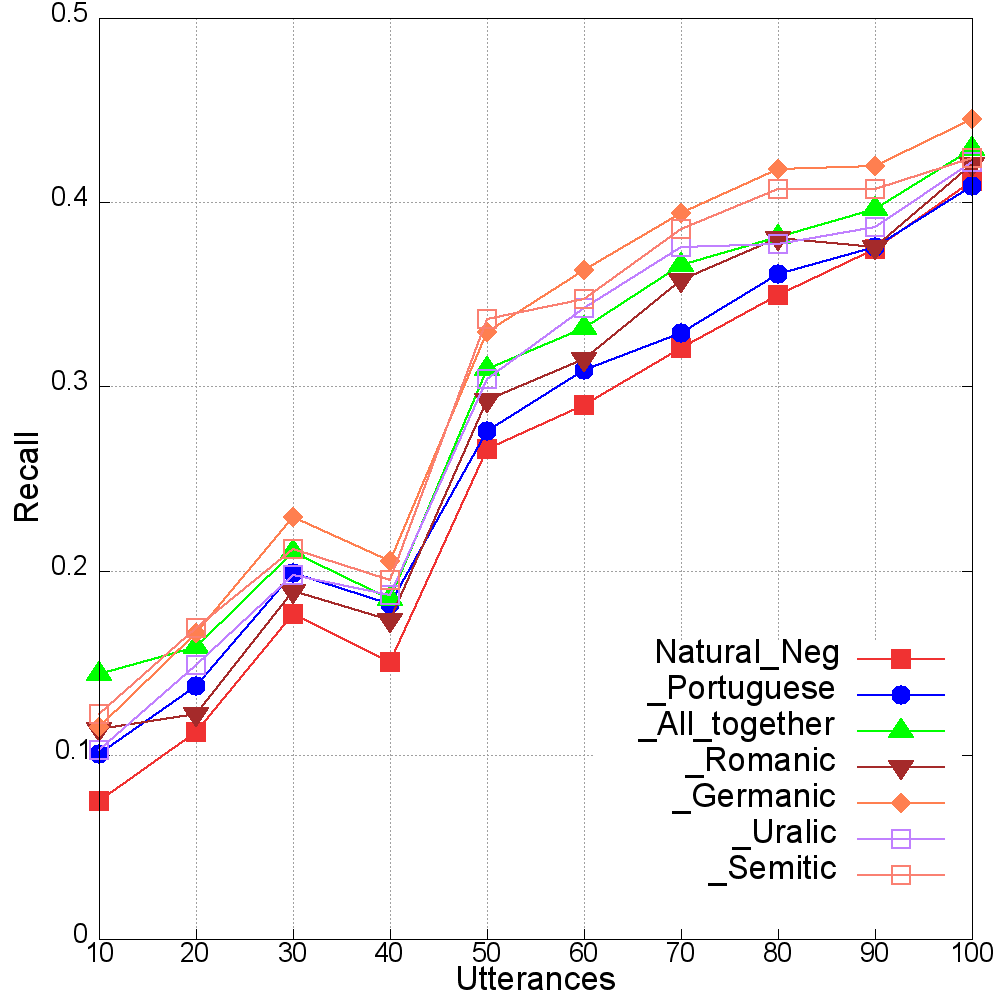 0.5
0.4
0.3
0.2
0.1
0
Recall
10 20 30 40 50 60 70 80 90 100
Utterances
Natural_Neg
_Portuguese
_All_together
_Romanic
_Germanic
_Uralic
_Semitic